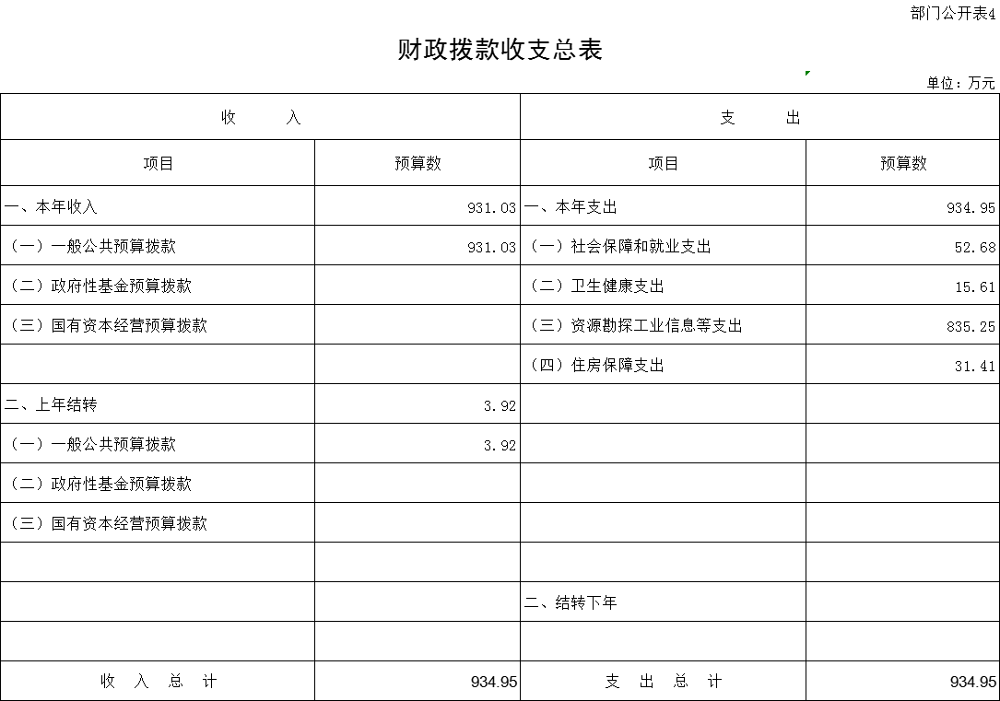 部门公开表4
财政拨款收支总表
单位：万元
收 入 支 出
项目 预算数 项目 预算数
一、本年收入 931.03 一、本年支出 934.95
（一）一般公共预算拨款 931.03 （一）社会保障和就业支出 52.68
（二）政府性基金预算拨款 （二）卫生健康支出 15.61
（三）国有资本经营预算拨款 （三）资源勘探工业信息等支出 835.25
（四）住房保障支出 31.41
二、上年结转 3.92
（一）一般公共预算拨款 3.92
（二）政府性基金预算拨款
（三）国有资本经营预算拨款
二、结转下年
收 入 总 计 934.95 支 出 总 计 934.95